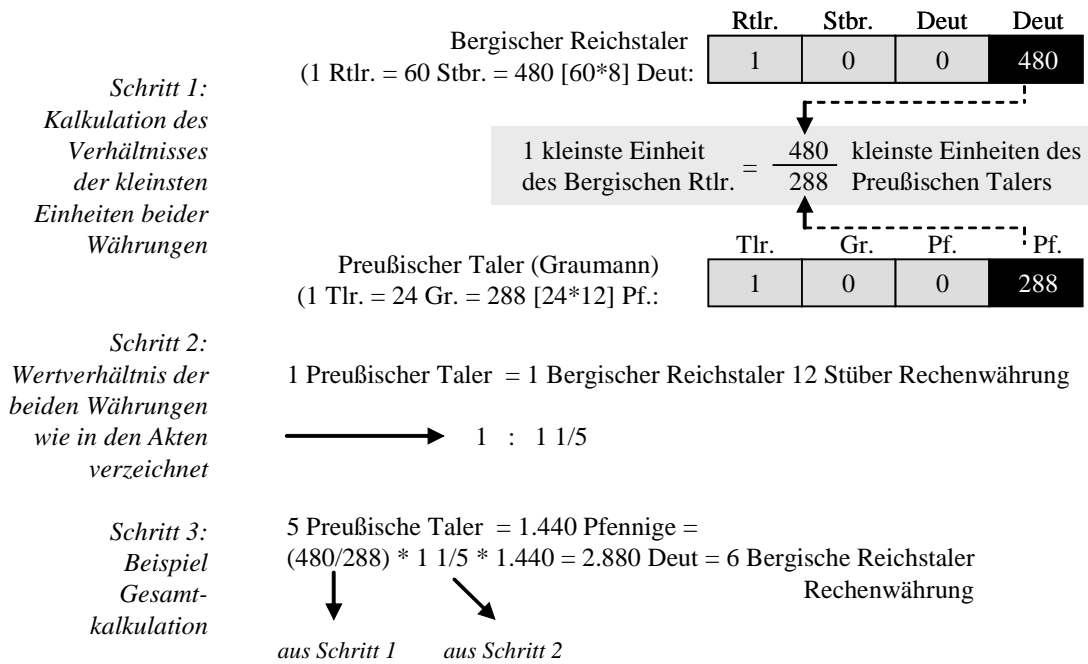 Rtlr. Stbr. Deut Deut
Bergischer Reichstaler
(1 Rtlr. = 60 Stbr. = 480 [60*8] Deut:
1 0 0 480
Schritt 1:
Kalkulation des
Verhältnisses
der kleinsten
Einheiten beider
Währungen
1 kleinste Einheit
des Bergischen Rtlr.
=
480
288
kleinste Einheiten des
Preußischen Talers
Tlr. Gr. Pf. Pf.
Preußischer Taler (Graumann)
(1 Tlr. = 24 Gr. = 288 [24*12] Pf.:
1 0 0 288
Schritt 2:
Wertverhältnis der
beiden Währungen
wie in den Akten
verzeichnet
1 Preußischer Taler = 1 Bergischer Reichstaler 12 Stüber Rechenwährung
1 : 1 1/5
Schritt 3:
Beispiel
Gesamt-
kalkulation
5 Preußische Taler = 1.440 Pfennige =
(480/288) * 1 1/5 * 1.440 = 2.880 Deut = 6 Bergische Reichstaler
Rechenwährung
aus Schritt 1 aus Schritt 2